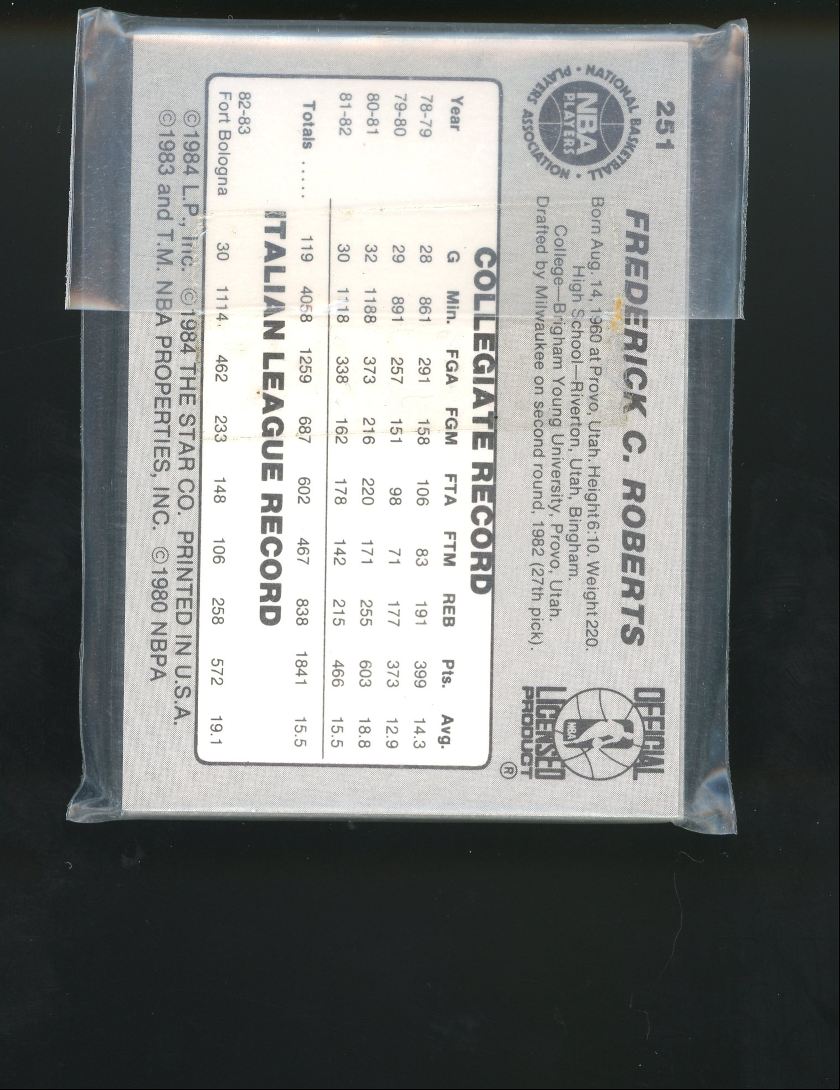 251
NATIONAL BASKETBALL PLAYERS ASSOCIATION
NBA
PLAYERS
FREDERICK C. ROBERTS
Born Aug. 14, 1960 at Provo, Utah. Height 6:10. Weight 220.
High School—Riverton, Utah, Bingham.
College—Brigham Young University, Provo, Utah.
Drafted by Milwaukee on second round, 1982 (27th pick).
OFFICIAL
NBA
LICENSED
PRODUCT
®
COLLEGIATE RECORD
Year G Min. FGA FGM FTA FTM REB Pts. Avg.
78-79 28 861 291 158 106 83 191 399 14.3
79-80 29 891 257 151 98 71 177 373 12.9
80-81 32 1188 373 216 220 171 255 603 18.8
81-82 30 1118 338 162 178 142 215 466 15.5
Totals ..... 119 4058 1259 687 602 467 838 1841 15.5
ITALIAN LEAGUE RECORD
82-83
Fort Bologna 30 1114 462 233 148 106 258 572 19.1
©1984 L.P., Inc. ©1984 THE STAR CO. PRINTED IN U.S.A.
©1983 and T.M. NBA PROPERTIES, INC. ©1980 NBPA